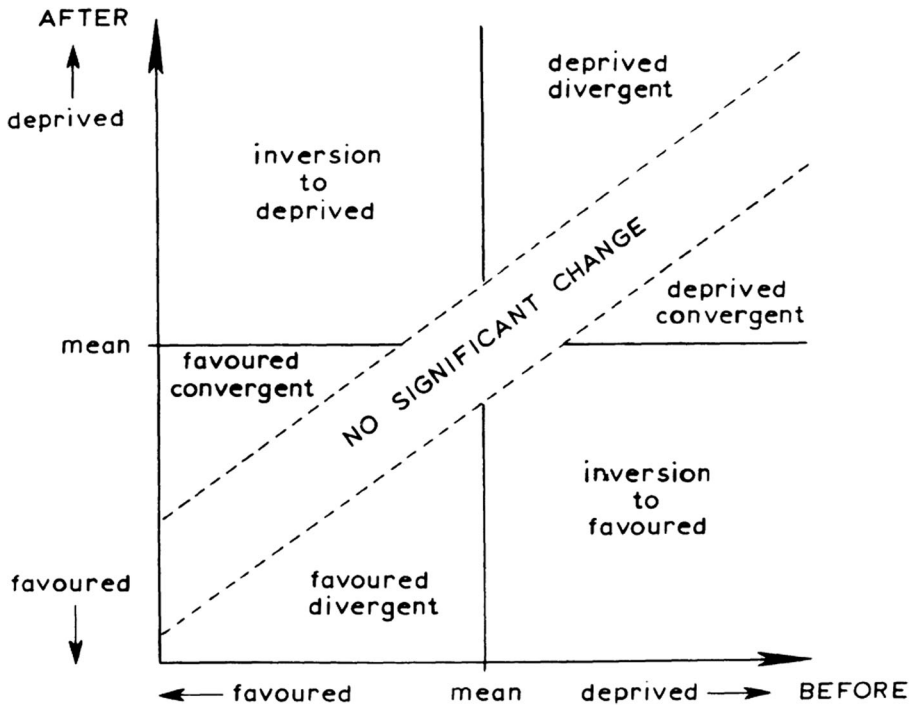 AFTER
deprived
deprived
divergent
inversion
to
deprived
NO SIGNIFICANT CHANGE
deprived
convergent
mean
favoured
convergent
inversion
to
favoured
favoured
favoured
divergent
favoured
mean
deprived
BEFORE